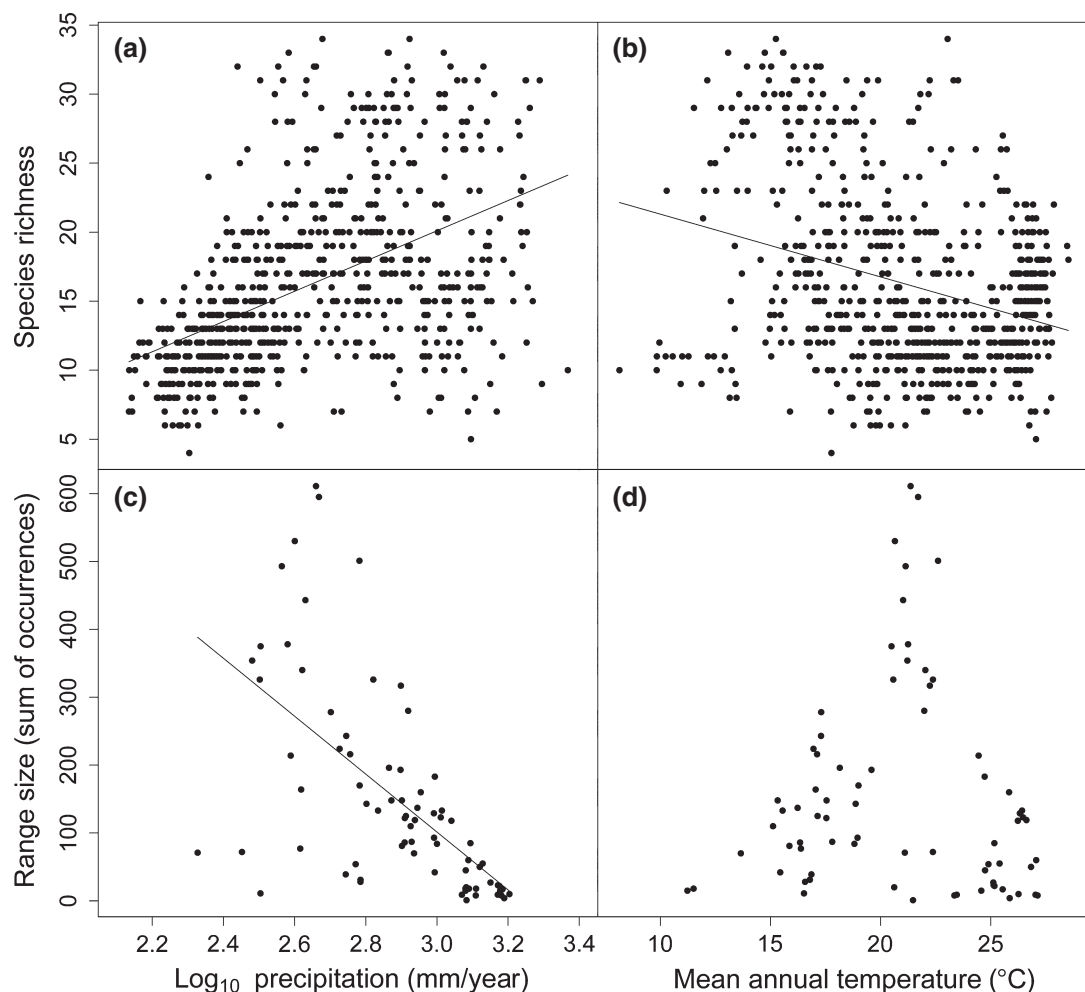 (a)
(b)
35
30
25
20
15
10
5
Species richness
(c)
(d)
600
500
400
300
200
100
0
Range size (sum of occurrences)
2.2 2.4 2.6 2.8 3.0 3.2 3.4
10 15 20 25
Log₁₀ precipitation (mm/year)
Mean annual temperature (°C)